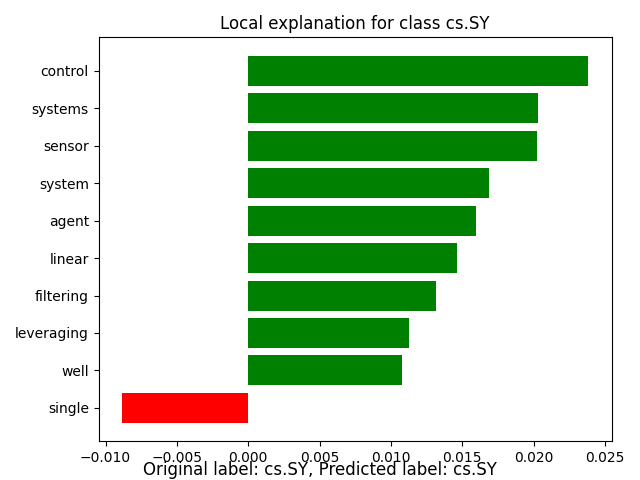 Local explanation for class cs.SY
control
systems
sensor
system
agent
linear
filtering
leveraging
well
single
−0.010 −0.005 0.000 0.005 0.010 0.015 0.020 0.025
Original label: cs.SY, Predicted label: cs.SY